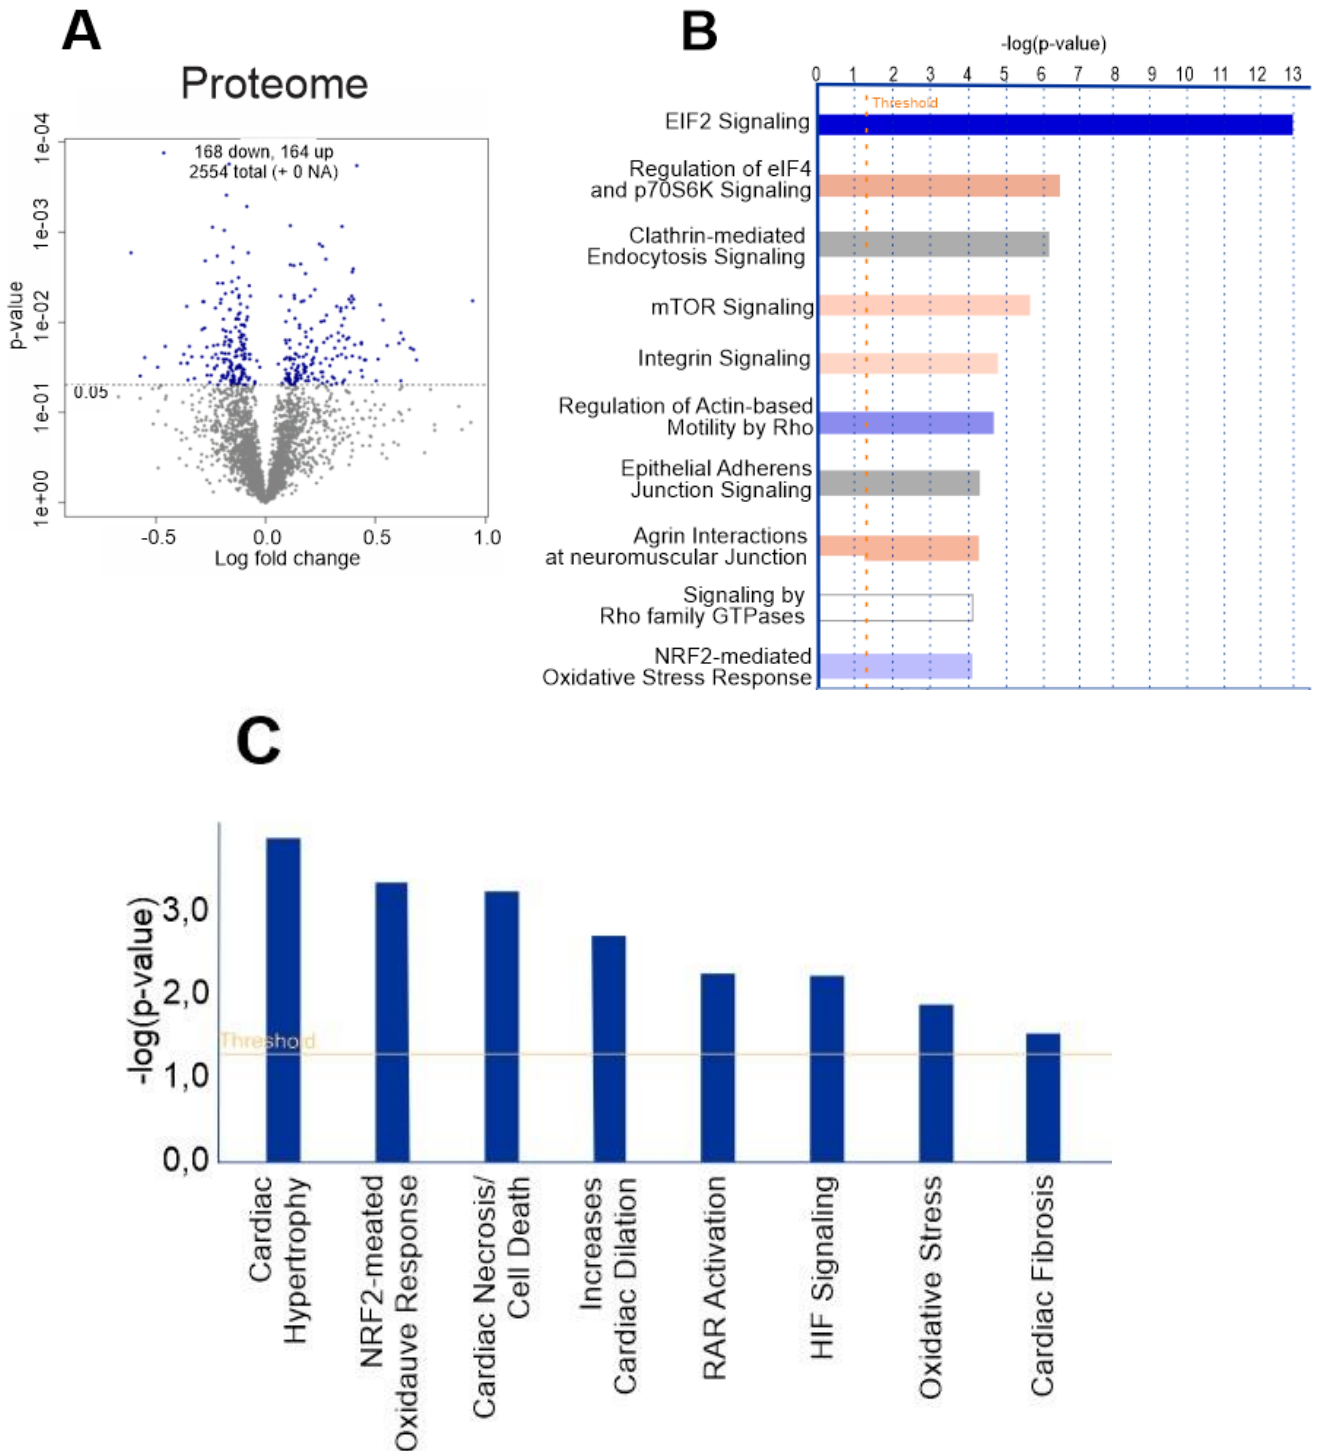 A
Proteome
168 down, 164 up
2554 total (+ 0 NA)
1e-04
1e-03
1e-02
1e-01
1e+00
p-value
0.05
-0.5
0.0
0.5
1.0
Log fold change
B
-log(p-value)
0 1 2 3 4 5 6 7 8 9 10 11 12 13
Threshold
EIF2 Signaling
Regulation of eIF4
and p70S6K Signaling
Clathrin-mediated
Endocytosis Signaling
mTOR Signaling
Integrin Signaling
Regulation of Actin-based
Motility by Rho
Epithelial Adherens
Junction Signaling
Agrin Interactions
at neuromuscular Junction
Signaling by
Rho family GTPases
NRF2-mediated
Oxidative Stress Response
C
-log(p-value)
3,0
2,0
1,0
0,0
Threshold
Cardiac
Hypertrophy
NRF2-meated
Oxidauve Response
Cardiac Necrosis/
Cell Death
Increases
Cardiac Dilation
RAR Activation
HIF Signaling
Oxidative Stress
Cardiac Fibrosis